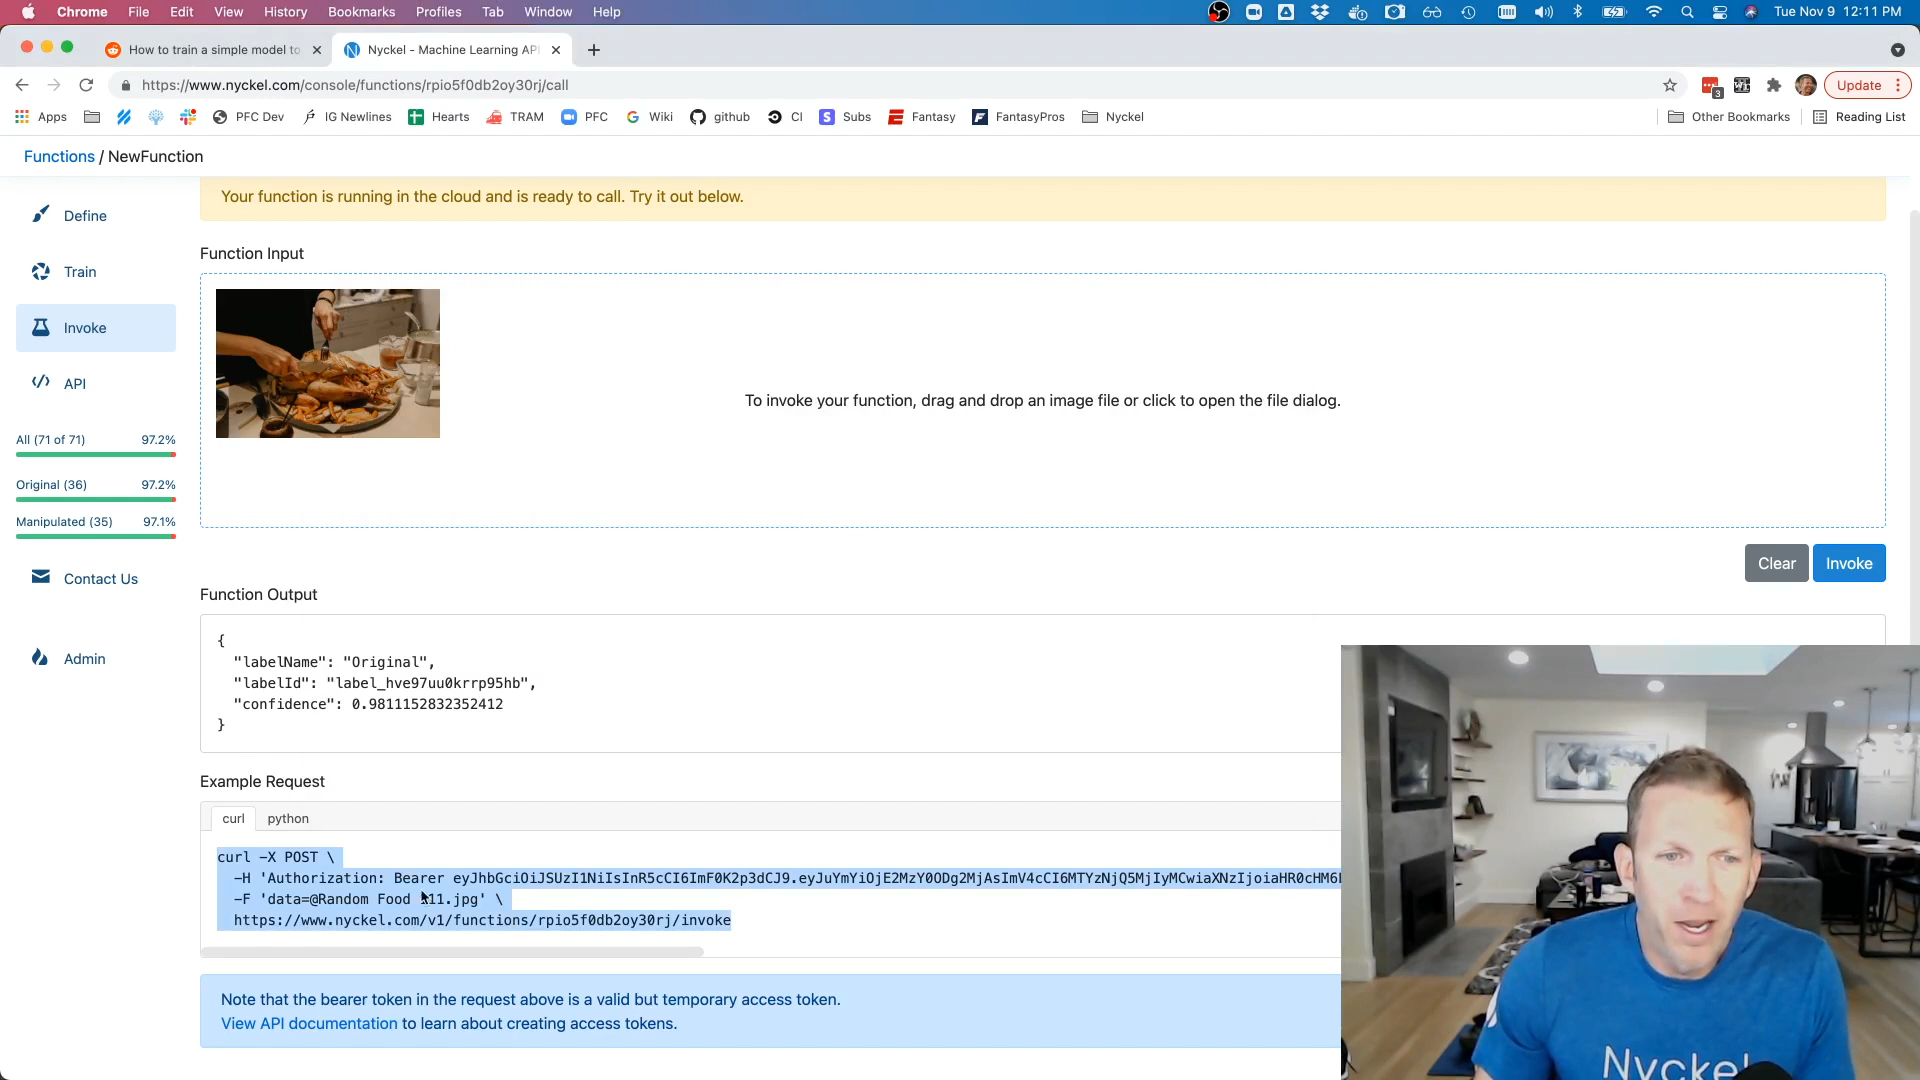 Chrome File Edit View History Bookmarks Profiles Tab Window Help
Tue Nov 9 12:11 PM
How to train a simple model to
Nyckel - Machine Learning API
https://www.nyckel.com/console/functions/rpio5f0db2oy30rj/call
3
Update
Apps
PFC Dev
IG Newlines
Hearts
TRAM
PFC
Wiki
github
CI
Subs
Fantasy
FantasyPros
Nyckel
Other Bookmarks
Reading List
Functions / NewFunction
Define
Train
Invoke
API
All (71 of 71) 97.2%
Original (36) 97.2%
Manipulated (35) 97.1%
Contact Us
Admin
Your function is running in the cloud and is ready to call. Try it out below.
Function Input
To invoke your function, drag and drop an image file or click to open the file dialog.
Clear
Invoke
Function Output
{
"labelName": "Original",
"labelId": "label_hve97uu0krrp95hb",
"confidence": 0.9811152832352412
}
Example Request
curl python
curl -X POST \
-H 'Authorization: Bearer
-F 'data=@Random Food 11.jpg' \
https://www.nyckel.com/v1/functions/rpio5f0db2oy30rj/invoke
Note that the bearer token in the request above is a valid but temporary access token.
View API documentation to learn about creating access tokens.
Nyckel